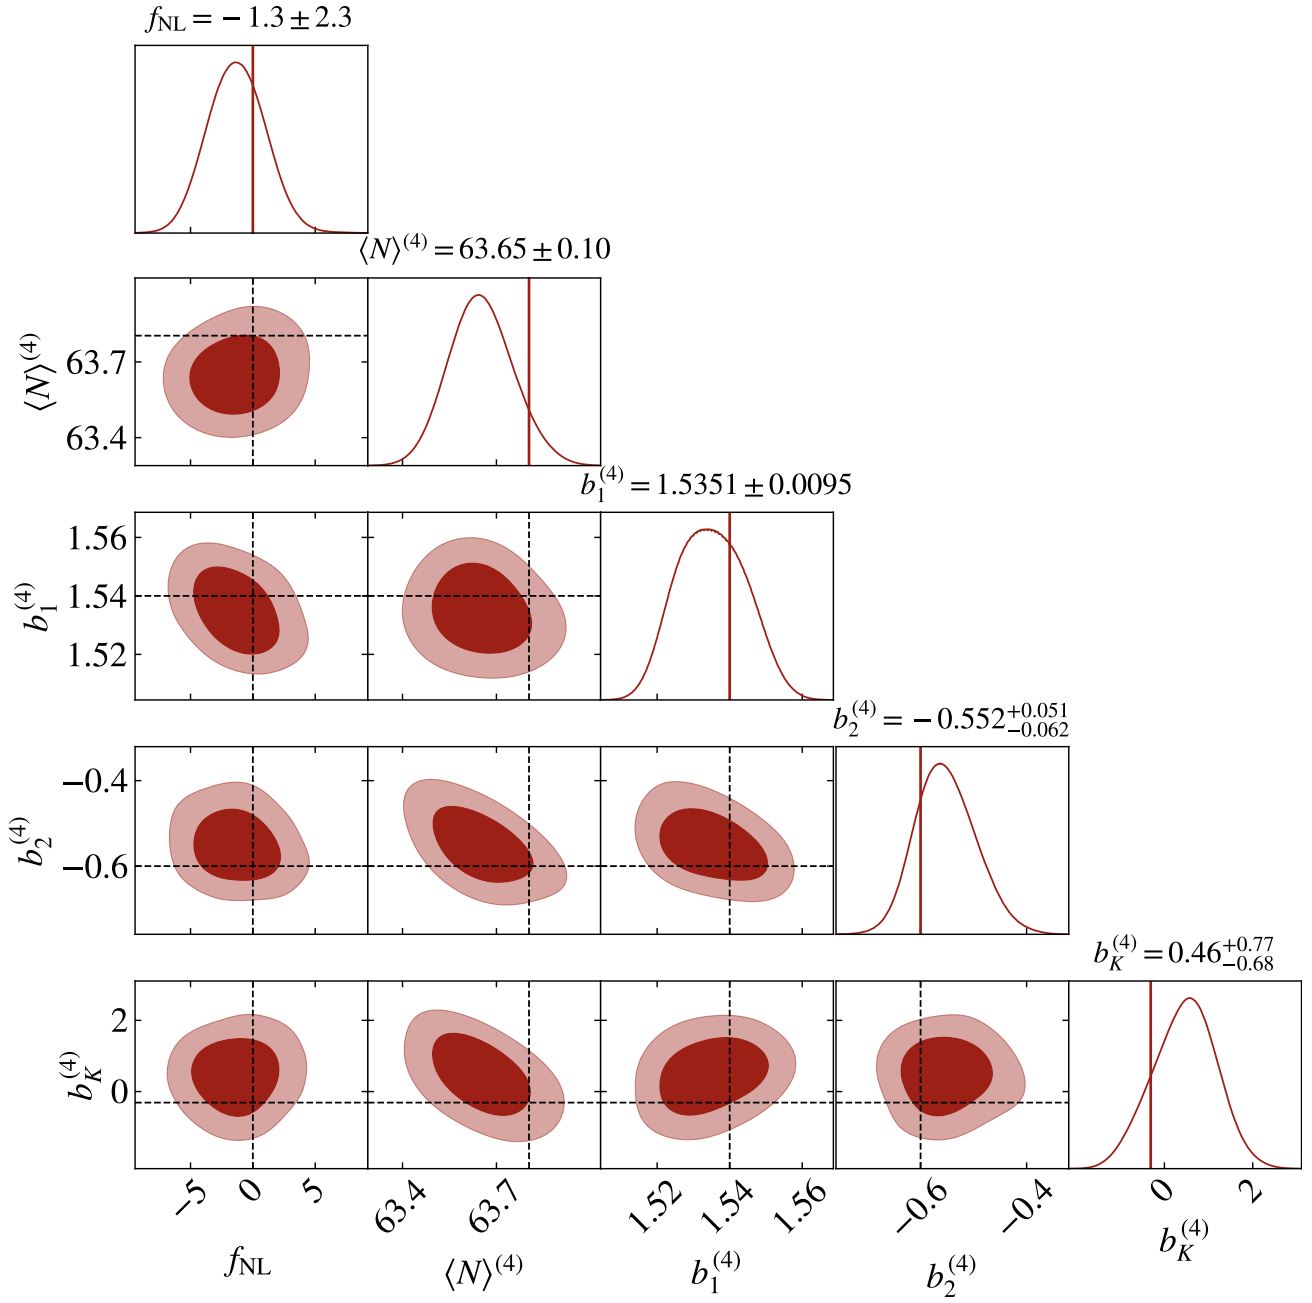 f_NL = −1.3 ± 2.3
⟨N⟩^(4) = 63.65 ± 0.10
⟨N⟩^(4)
63.7
63.4
b_1^(4) = 1.5351 ± 0.0095
b_1^(4)
1.56
1.54
1.52
b_2^(4) = −0.552^{+0.051}_{−0.062}
b_2^(4)
−0.4
−0.6
b_K^(4) = 0.46^{+0.77}_{−0.68}
b_K^(4)
2
0
−5 0 5 63.4 63.7 1.52 1.54 1.56 −0.6 −0.4 0 2
f_NL ⟨N⟩^(4) b_1^(4) b_2^(4) b_K^(4)